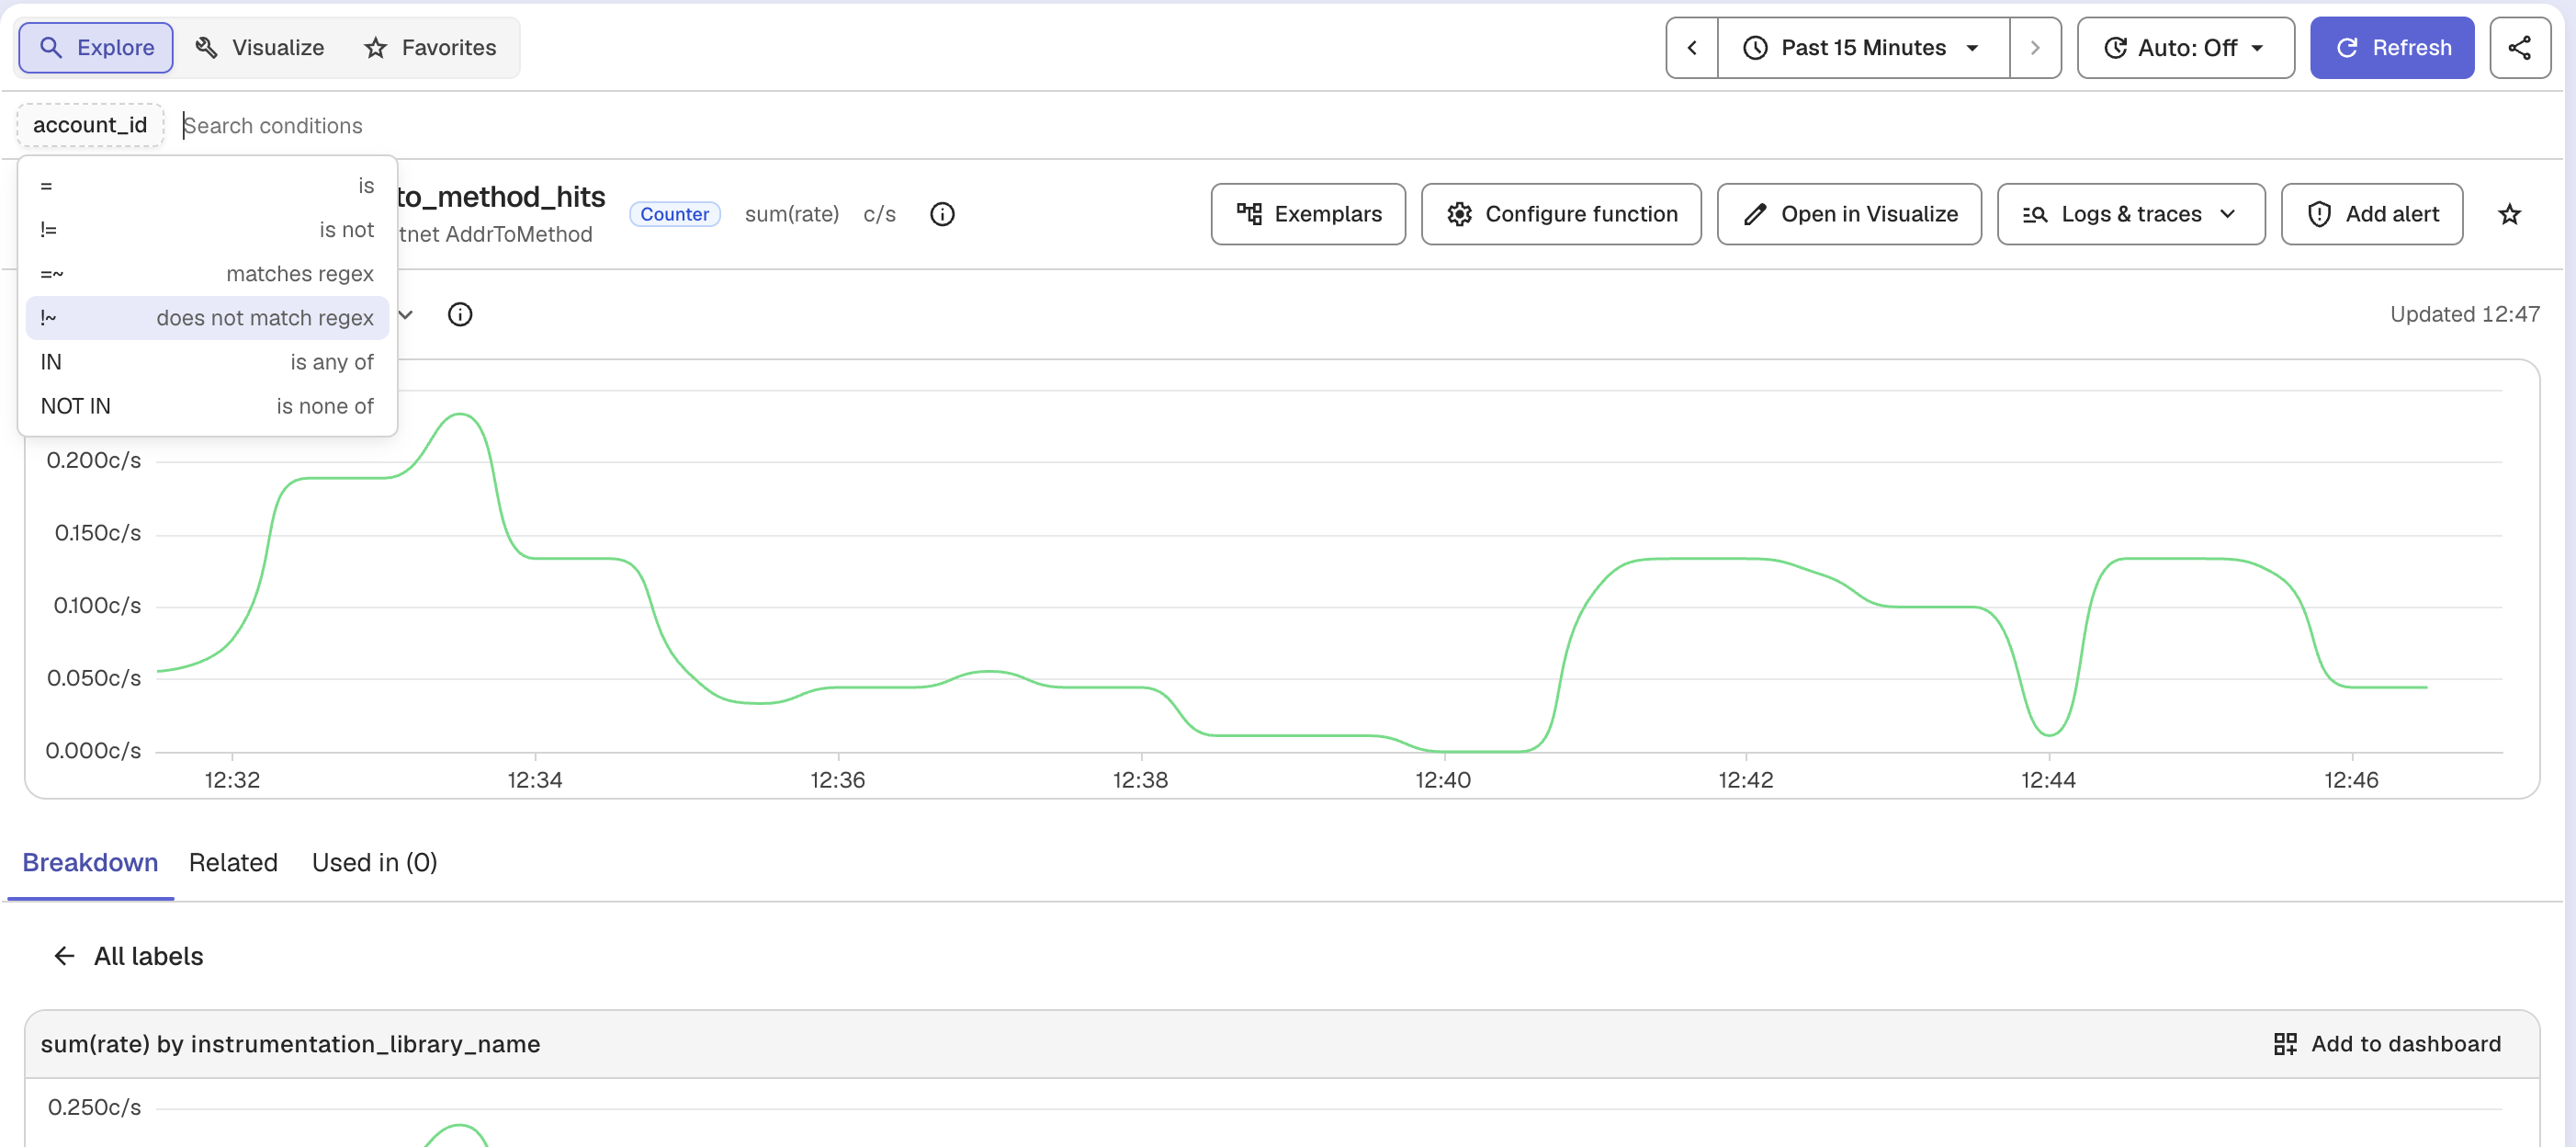 Explore Visualize Favorites Past 15 Minutes Auto: Off Refresh
account_id Search conditions
= is
!= is not
=~ matches regex
!~ does not match regex
IN is any of
NOT IN is none of
to_method_hits Counter sum(rate) c/s Exemplars Configure function Open in Visualize Logs & traces Add alert
tnet AddrToMethod
Updated 12:47
0.200c/s
0.150c/s
0.100c/s
0.050c/s
0.000c/s
12:32 12:34 12:36 12:38 12:40 12:42 12:44 12:46
Breakdown Related Used in (0)
All labels
sum(rate) by instrumentation_library_name Add to dashboard
0.250c/s